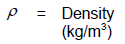 ρ = Density
(kg/m³)